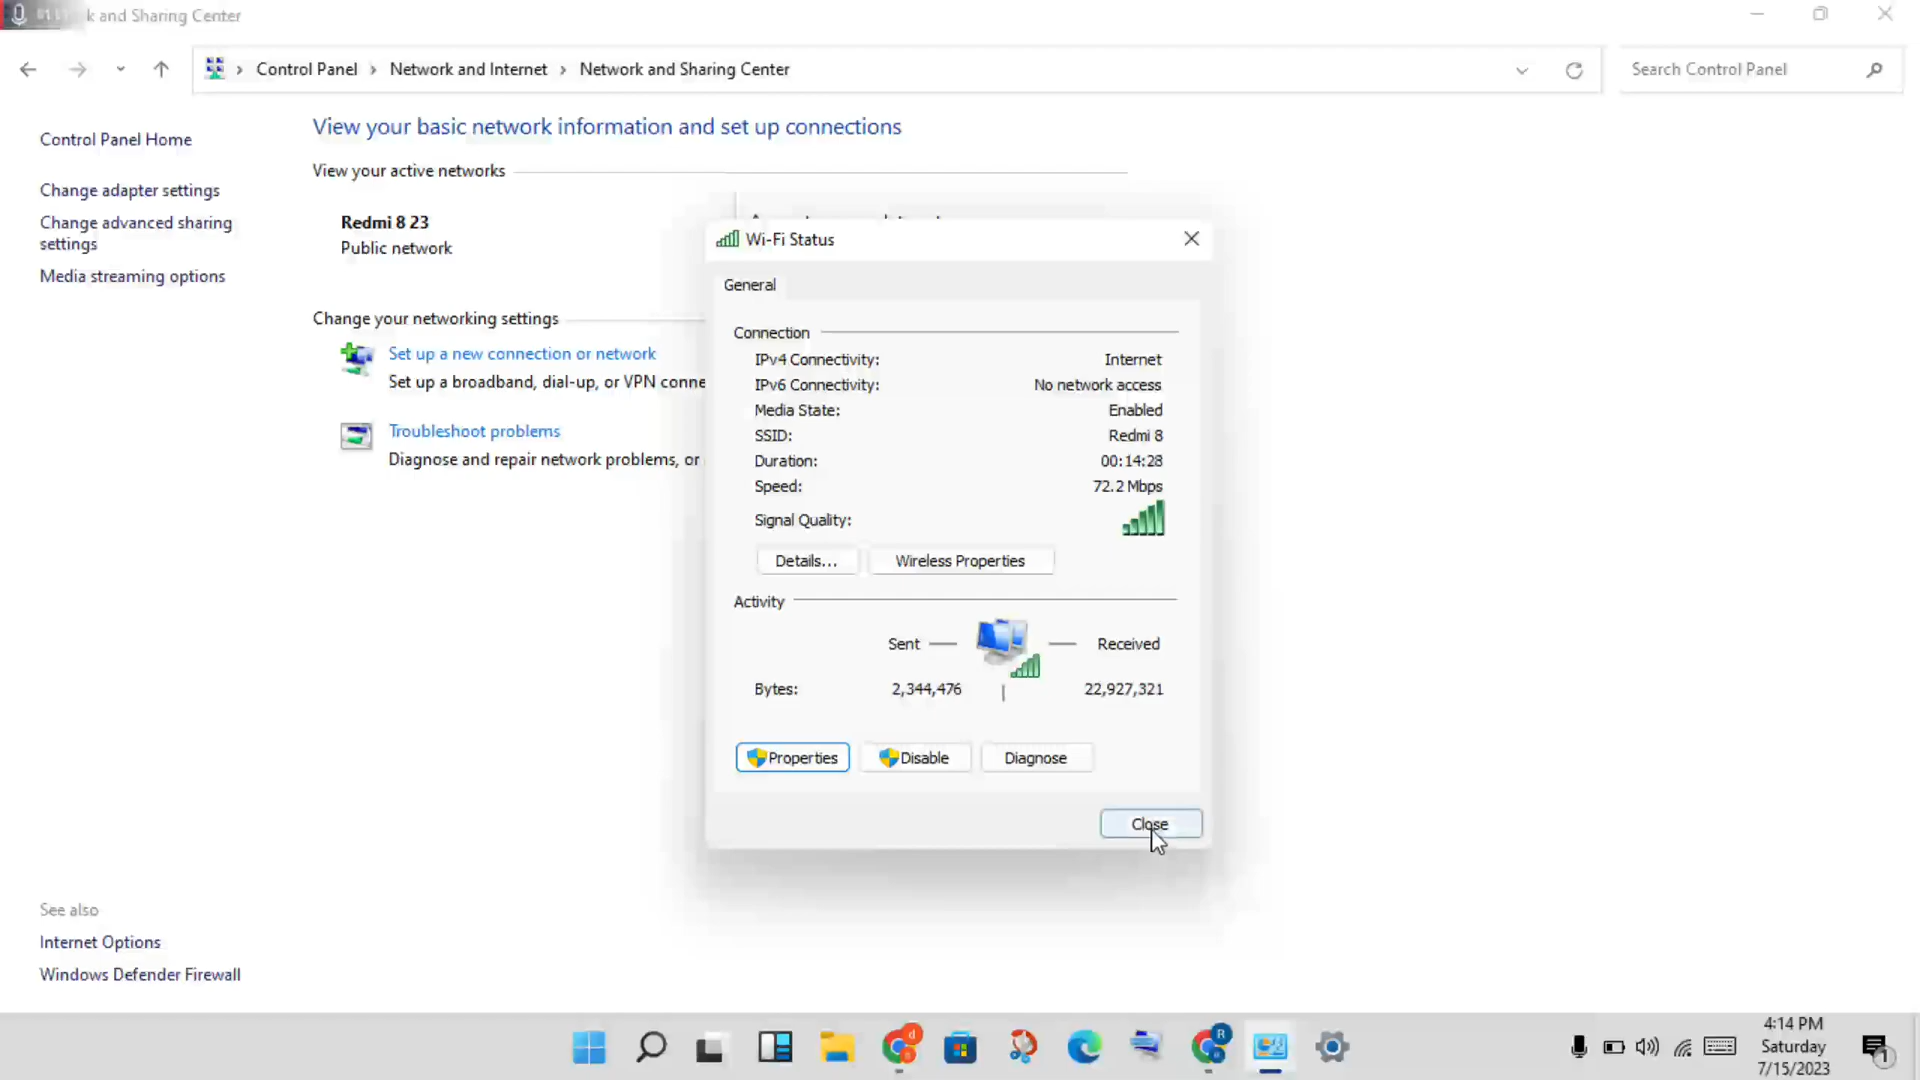 k and Sharing Center
Control Panel > Network and Internet > Network and Sharing Center
Search Control Panel
Control Panel Home
Change adapter settings
Change advanced sharing
settings
Media streaming options
View your basic network information and set up connections
View your active networks
Redmi 8 23
Public network
Change your networking settings
Set up a new connection or network
Set up a broadband, dial-up, or VPN conne
Troubleshoot problems
Diagnose and repair network problems, or
Wi-Fi Status
General
Connection
IPv4 Connectivity: Internet
IPv6 Connectivity: No network access
Media State: Enabled
SSID: Redmi 8
Duration: 00:14:28
Speed: 72.2 Mbps
Signal Quality:
Details... Wireless Properties
Activity
Sent Received
Bytes: 2,344,476 22,927,321
Properties Disable Diagnose
Close
See also
Internet Options
Windows Defender Firewall
d
R
4:14 PM
Saturday
7/15/2023
1